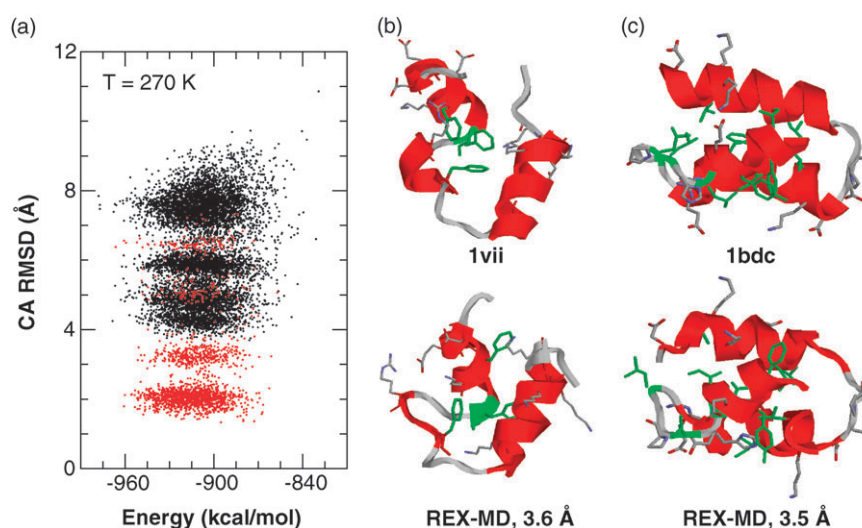 (a)
12
T = 270 K
8
4
0
CA RMSD (Å)
-960
-900
-840
Energy (kcal/mol)
(b)
1vii
REX-MD, 3.6 Å
(c)
1bdc
REX-MD, 3.5 Å